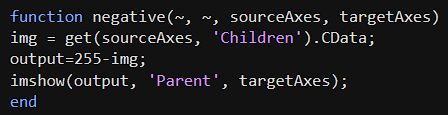 function negative(~, ~, sourceAxes, targetAxes)
img = get(sourceAxes, 'Children').CData;
output=255-img;
imshow(output, 'Parent', targetAxes);
end